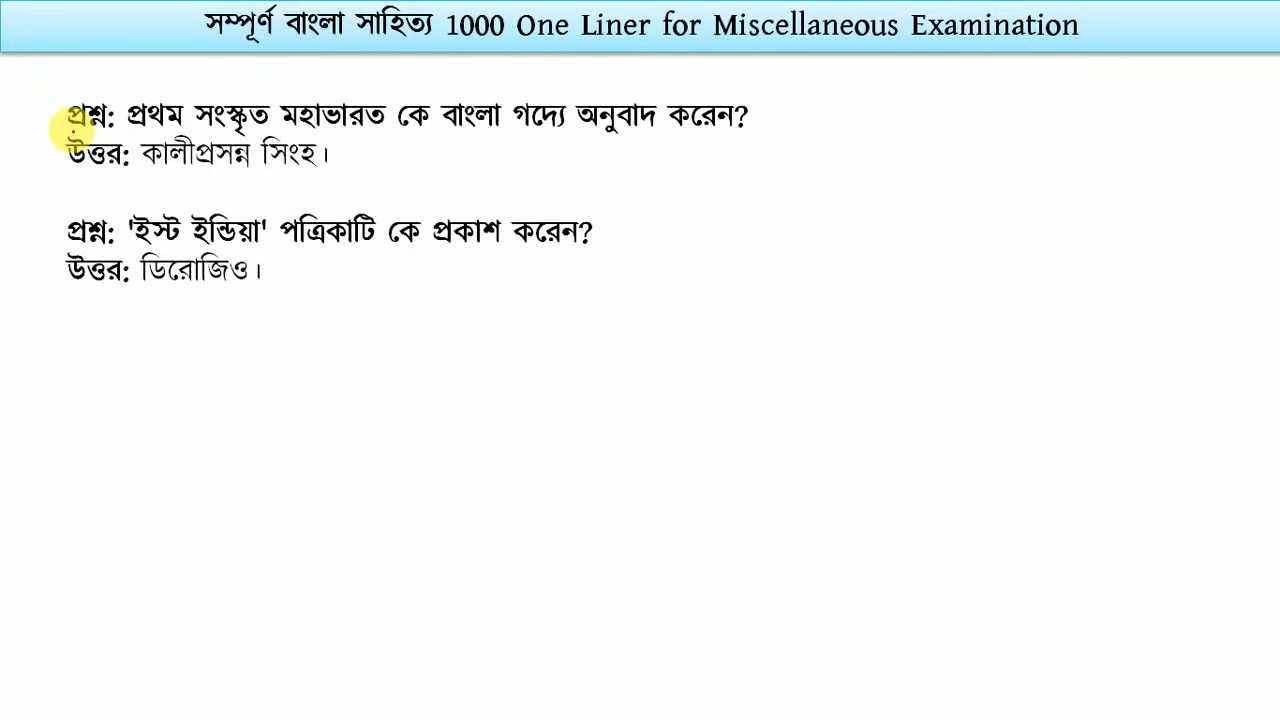 সম্পূর্ণ বাংলা সাহিত্য 1000 One Liner for Miscellaneous Examination
প্রশ্ন: প্রথম সংস্কৃত মহাভারত কে বাংলা গদ্যে অনুবাদ করেন?
উত্তর: কালীপ্রসন্ন সিংহ।
প্রশ্ন: 'ইস্ট ইন্ডিয়া' পত্রিকাটি কে প্রকাশ করেন?
উত্তর: ডিরোজিও।